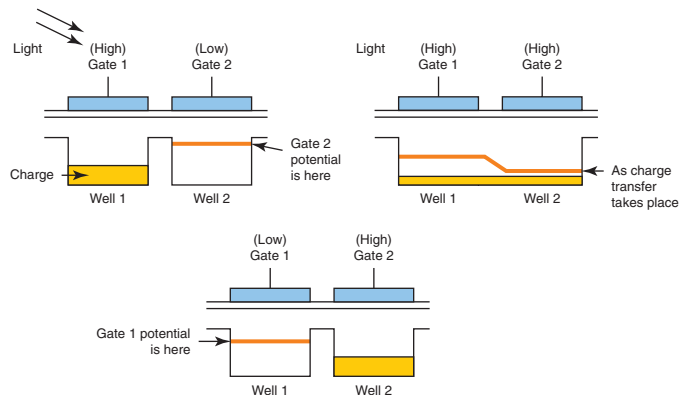 Light
(High)
Gate 1
(Low)
Gate 2
Charge
Gate 2
potential
is here
Well 1
Well 2
Light
(High)
Gate 1
(High)
Gate 2
As charge
transfer
takes place
Well 1
Well 2
(Low)
Gate 1
(High)
Gate 2
Gate 1 potential
is here
Well 1
Well 2